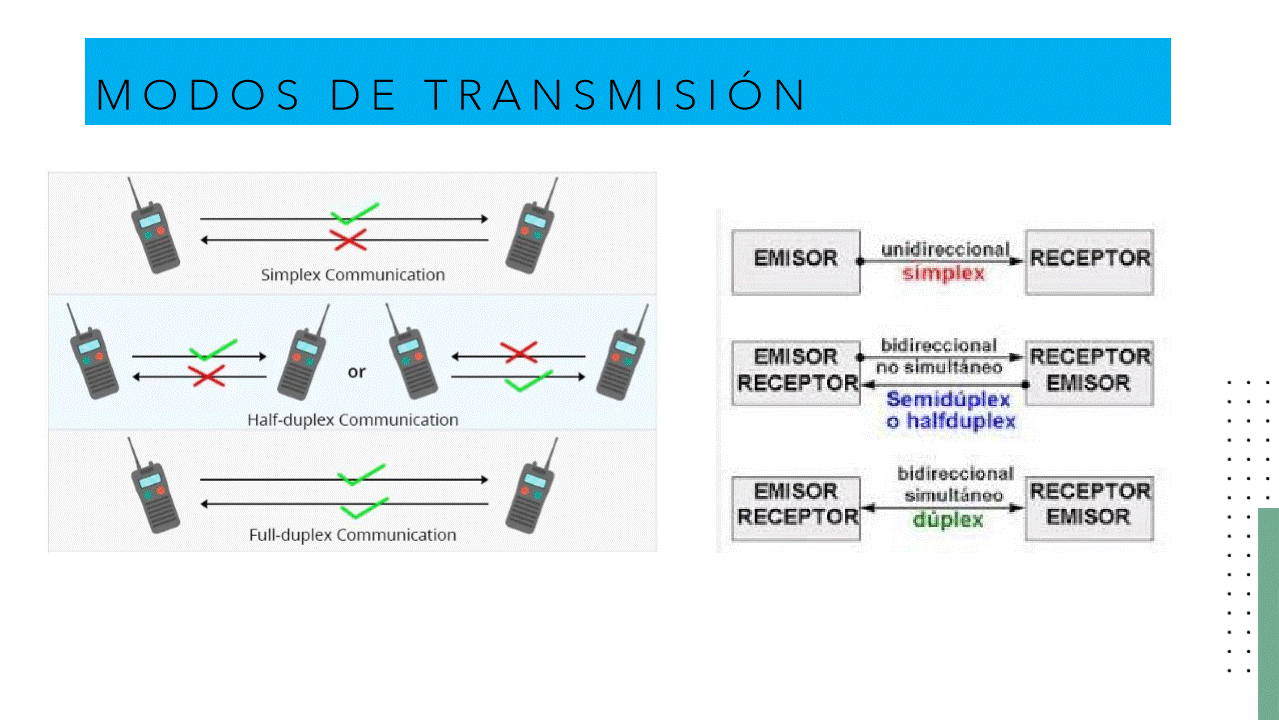 MODOS DE TRANSMISIÓN
Simplex Communication
or
Half-duplex Communication
Full-duplex Communication
EMISOR
unidireccional
símplex
RECEPTOR
EMISOR
RECEPTOR
bidireccional
no simultáneo
Semidúplex
o halfduplex
RECEPTOR
EMISOR
EMISOR
RECEPTOR
bidireccional
simultáneo
dúplex
RECEPTOR
EMISOR